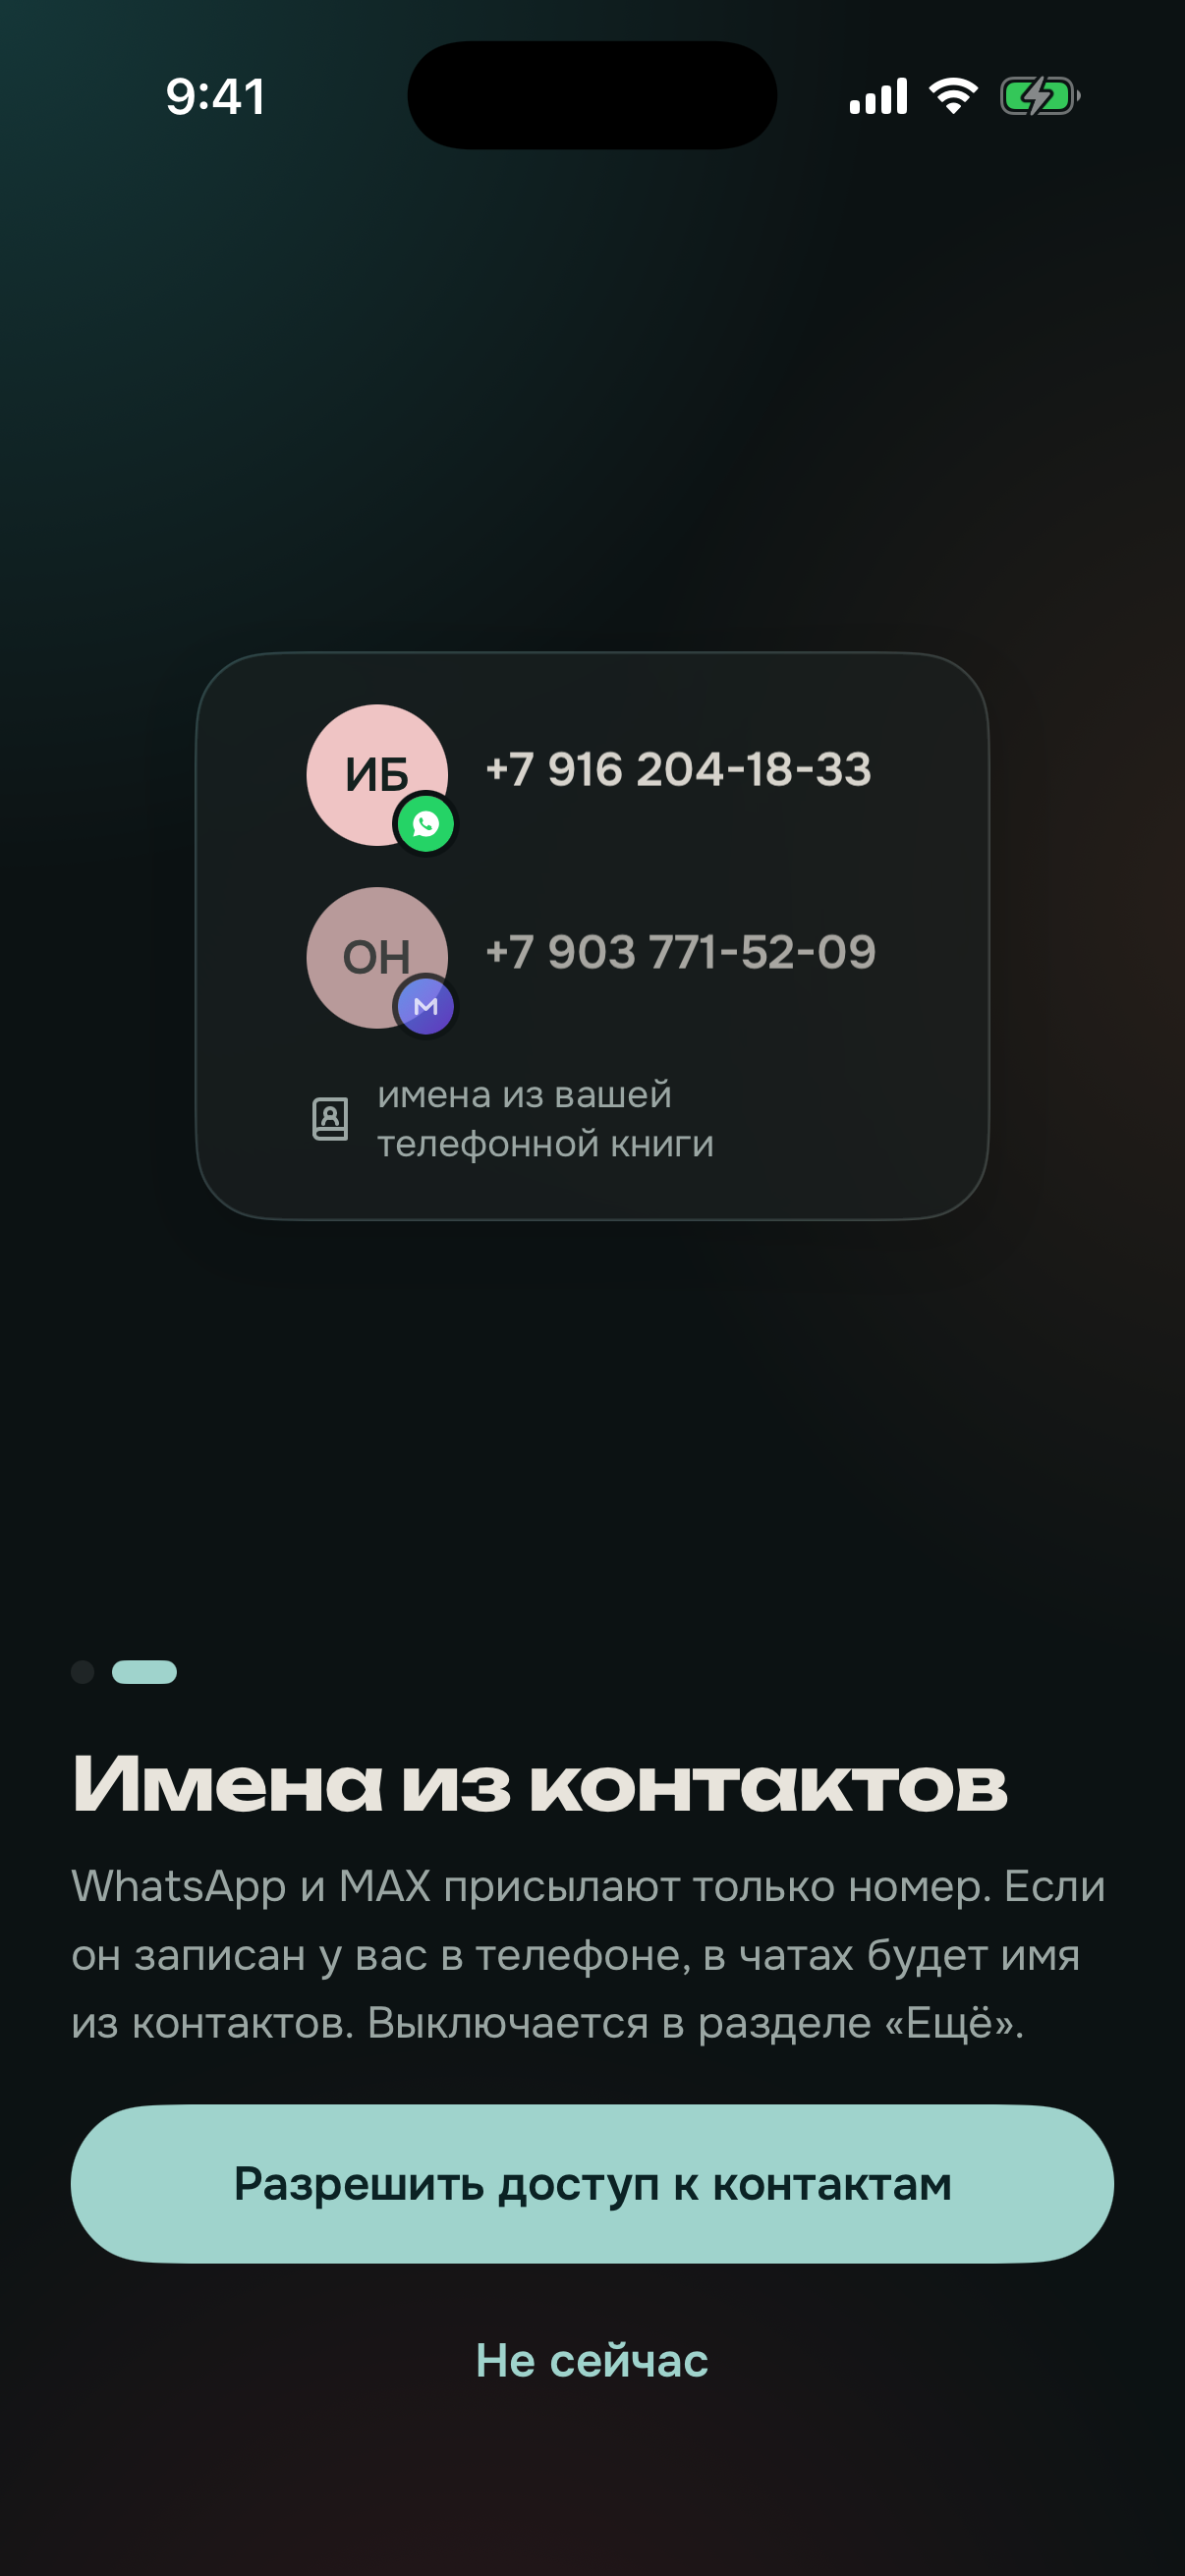 9:41
ИБ
+7 916 204-18-33
ОН
+7 903 771-52-09
имена из вашей
телефонной книги
Имена из контактов
WhatsApp и MAX присылают только номер. Если
он записан у вас в телефоне, в чатах будет имя
из контактов. Выключается в разделе «Ещё».
Разрешить доступ к контактам
Не сейчас